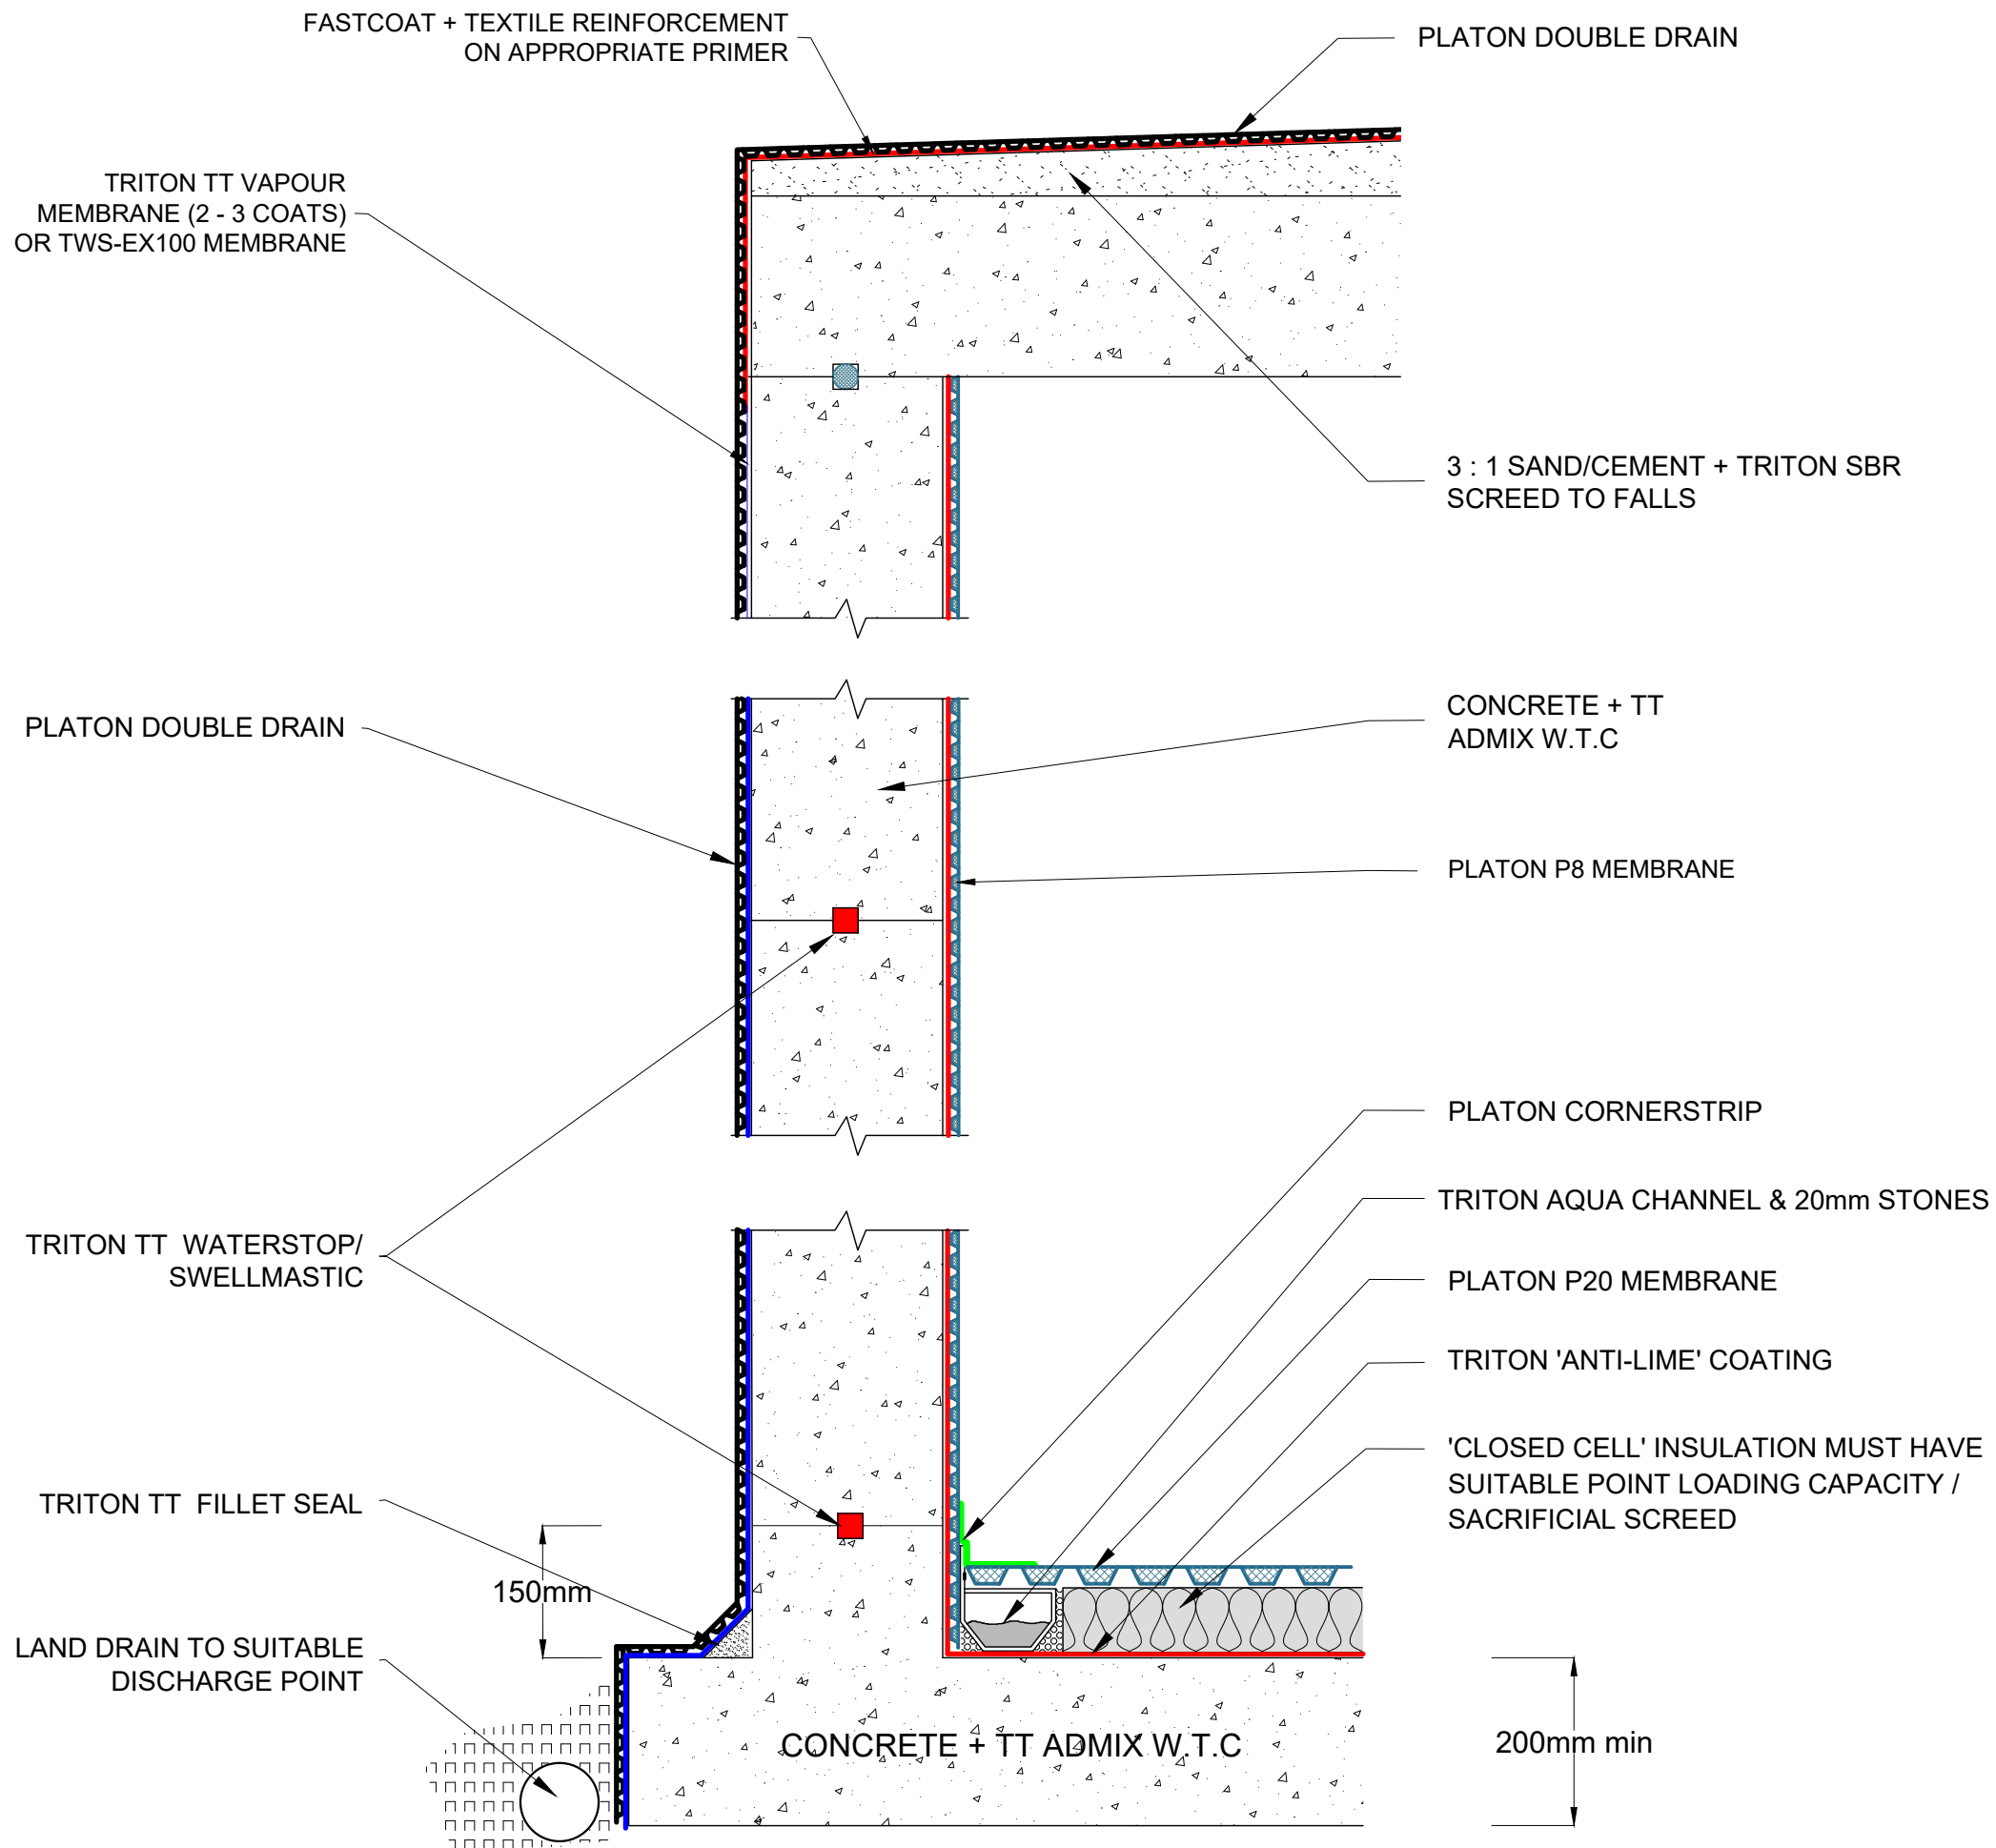 FASTCOAT + TEXTILE REINFORCEMENT
ON APPROPRIATE PRIMER
PLATON DOUBLE DRAIN
TRITON TT VAPOUR
MEMBRANE (2 - 3 COATS)
OR TWS-EX100 MEMBRANE
3 : 1 SAND/CEMENT + TRITON SBR
SCREED TO FALLS
PLATON DOUBLE DRAIN
CONCRETE + TT
ADMIX W.T.C
PLATON P8 MEMBRANE
PLATON CORNERSTRIP
TRITON AQUA CHANNEL & 20mm STONES
TRITON TT WATERSTOP/
SWELLMASTIC
PLATON P20 MEMBRANE
TRITON 'ANTI-LIME' COATING
'CLOSED CELL' INSULATION MUST HAVE
SUITABLE POINT LOADING CAPACITY /
SACRIFICIAL SCREED
TRITON TT FILLET SEAL
150mm
LAND DRAIN TO SUITABLE
DISCHARGE POINT
CONCRETE + TT ADMIX W.T.C
200mm min